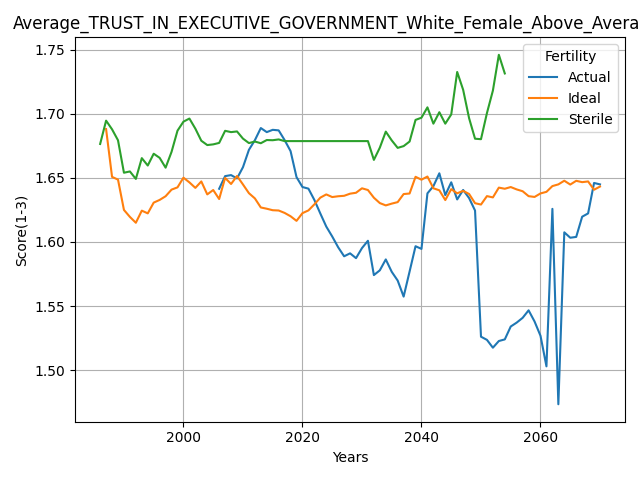 Average_TRUST_IN_EXECUTIVE_GOVERNMENT_White_Female_Above_Avera
1.75
1.70
1.65
1.60
1.55
1.50
Score(1-3)
Fertility
Actual
Ideal
Sterile
2000 2020 2040 2060
Years